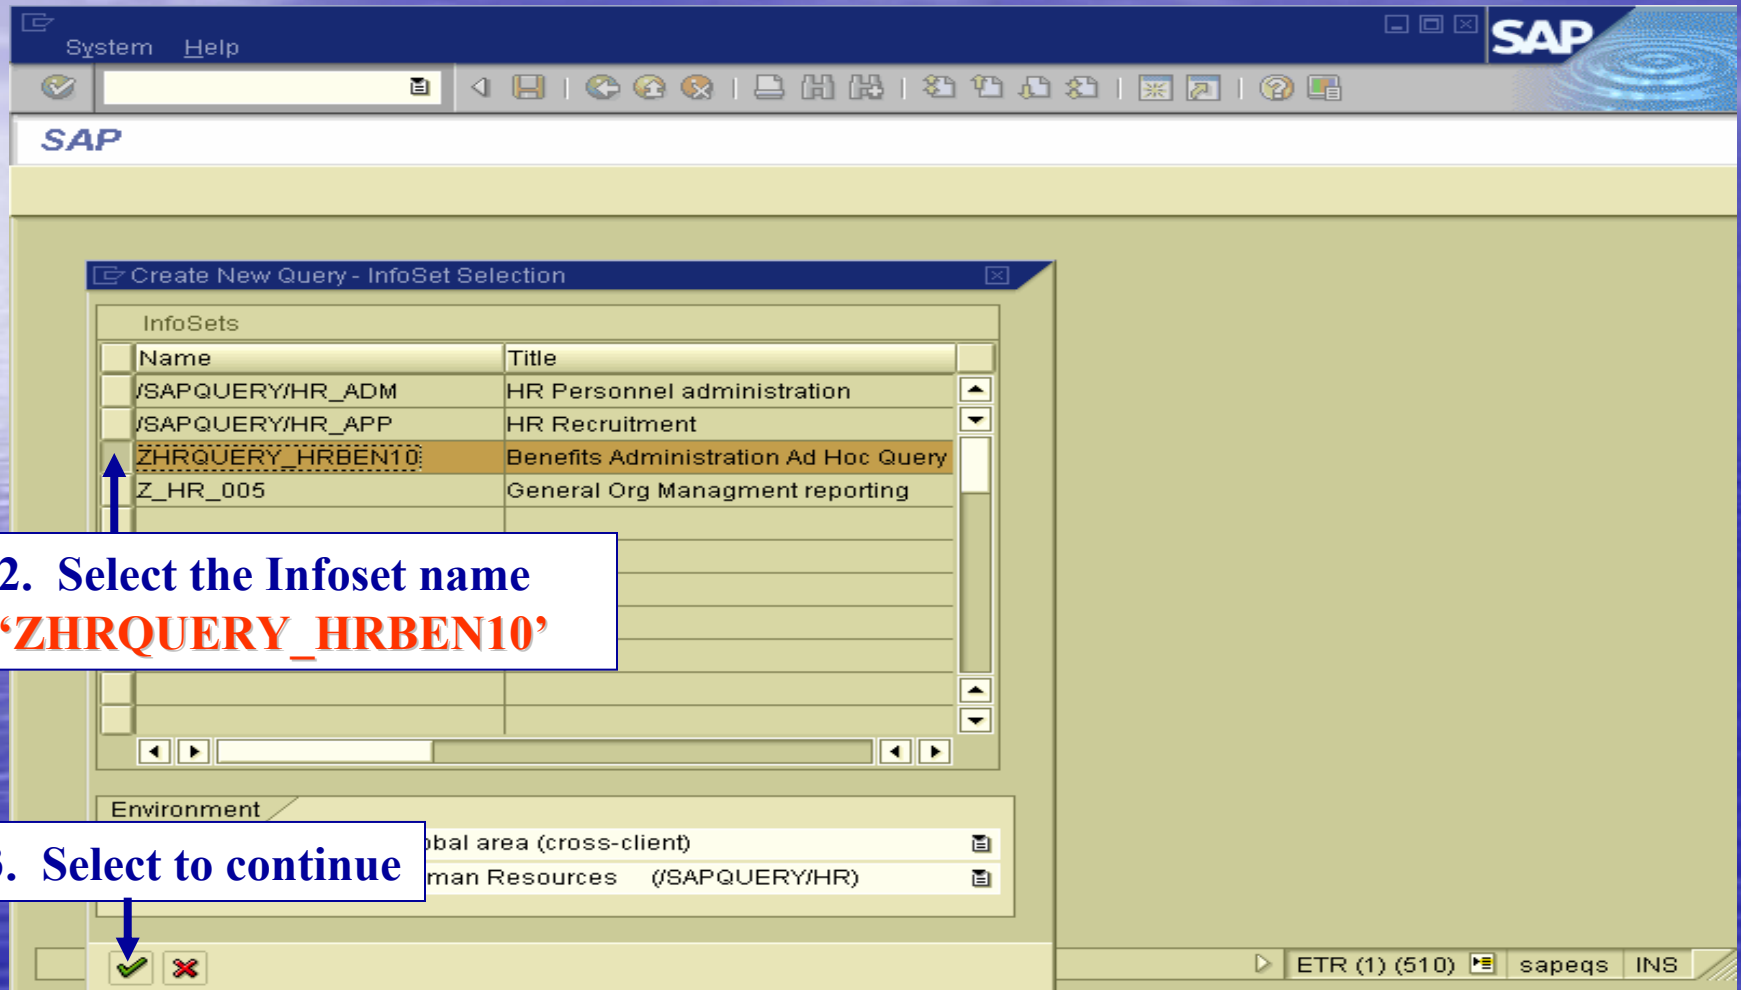 System Help
SAP
SAP
Create New Query - InfoSet Selection
InfoSets
Name Title
/SAPQUERY/HR_ADM HR Personnel administration
/SAPQUERY/HR_APP HR Recruitment
ZHRQUERY_HRBEN10 Benefits Administration Ad Hoc Query
Z_HR_005 General Org Managment reporting
2. Select the Infoset name
‘ZHRQUERY_HRBEN10’
Environment
area (cross-client)
3. Select to continue
Resources (/SAPQUERY/HR)
ETR (1) (510) sapeqs INS